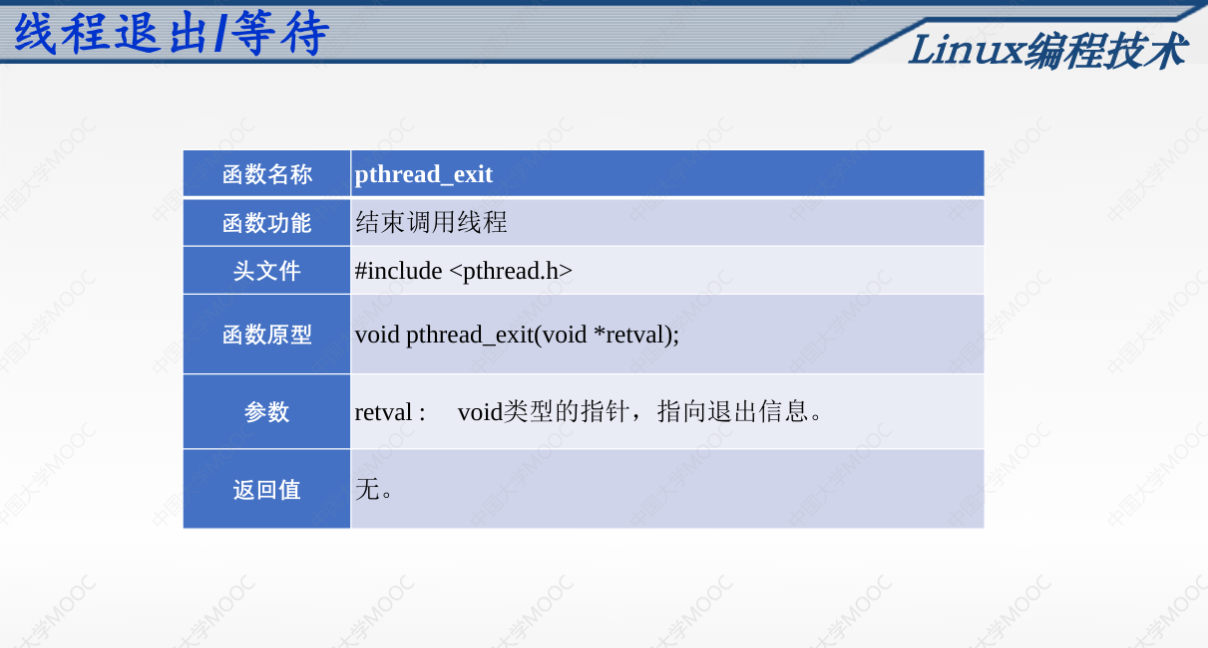 线程退出/等待
Linux编程技术
函数名称 pthread_exit
函数功能 结束调用线程
头文件 #include <pthread.h>
函数原型 void pthread_exit(void *retval);
参数 retval : void类型的指针，指向退出信息。
返回值 无。
中国大学MOOC